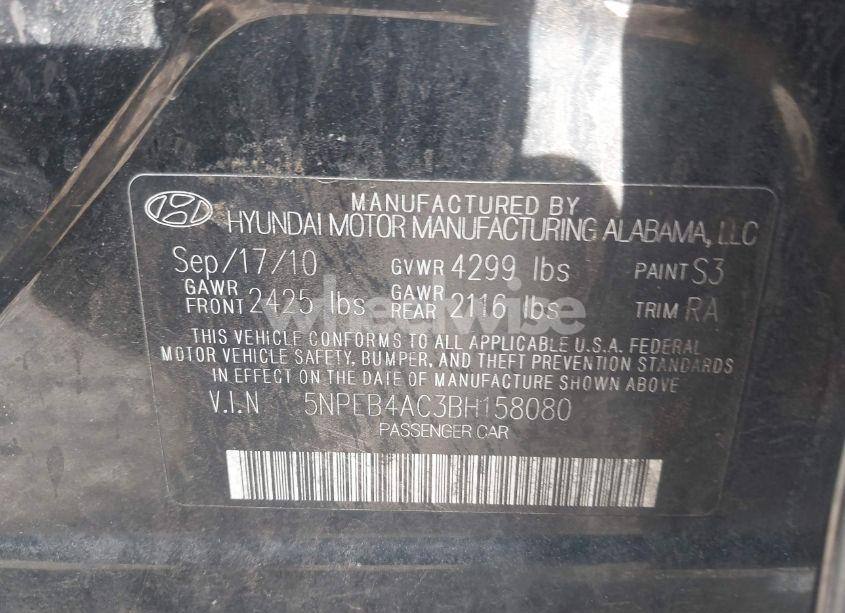 MANUFACTURED BY
HYUNDAI MOTOR MANUFACTURING ALABAMA, LLC
Sep/17/10 GVWR 4299 lbs PAINT S3
GAWR FRONT 2425 lbs GAWR REAR 2116 lbs TRIM RA
wheelwise
THIS VEHICLE CONFORMS TO ALL APPLICABLE U.S.A. FEDERAL
MOTOR VEHICLE SAFETY, BUMPER, AND THEFT PREVENTION STANDARDS
IN EFFECT ON THE DATE OF MANUFACTURE SHOWN ABOVE
V.I.N 5NPEB4AC3BH158080
PASSENGER CAR